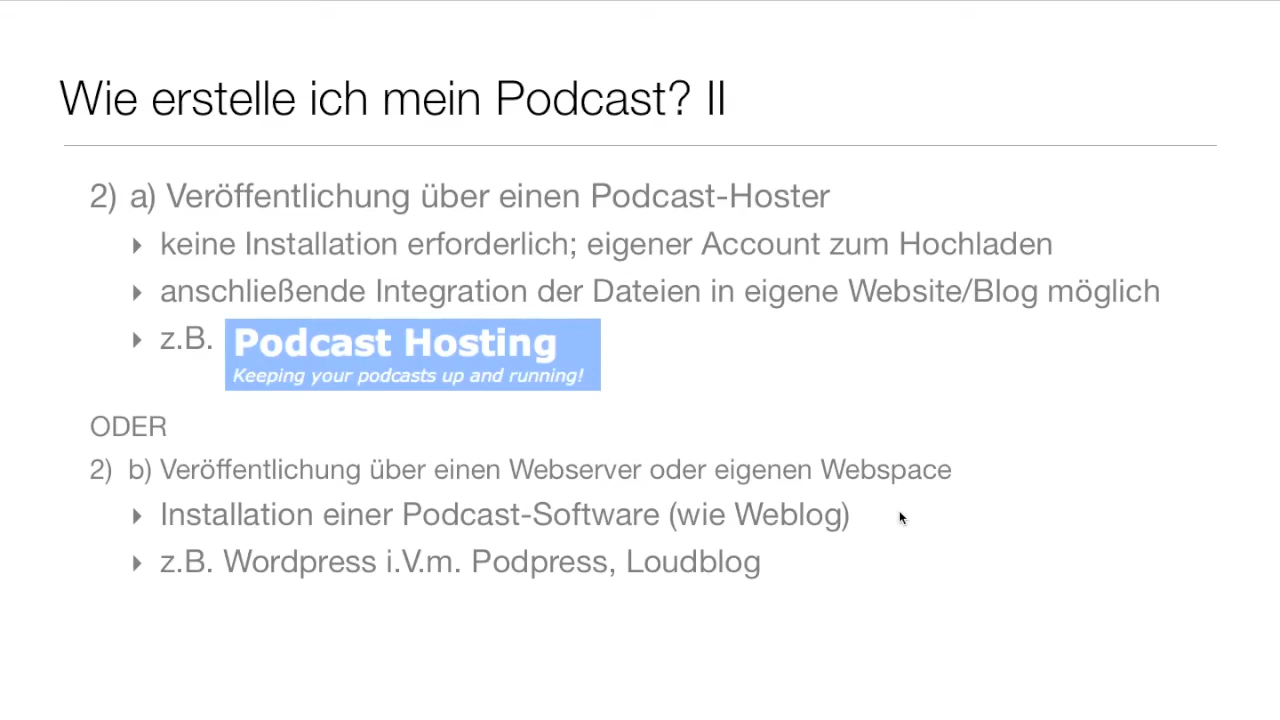 Wie erstelle ich mein Podcast? II
2) a) Veröffentlichung über einen Podcast-Hoster
keine Installation erforderlich; eigener Account zum Hochladen
anschließende Integration der Dateien in eigene Website/Blog möglich
z.B. Podcast Hosting
Keeping your podcasts up and running!
ODER
2) b) Veröffentlichung über einen Webserver oder eigenen Webspace
Installation einer Podcast-Software (wie Weblog)
z.B. Wordpress i.V.m. Podpress, Loudblog